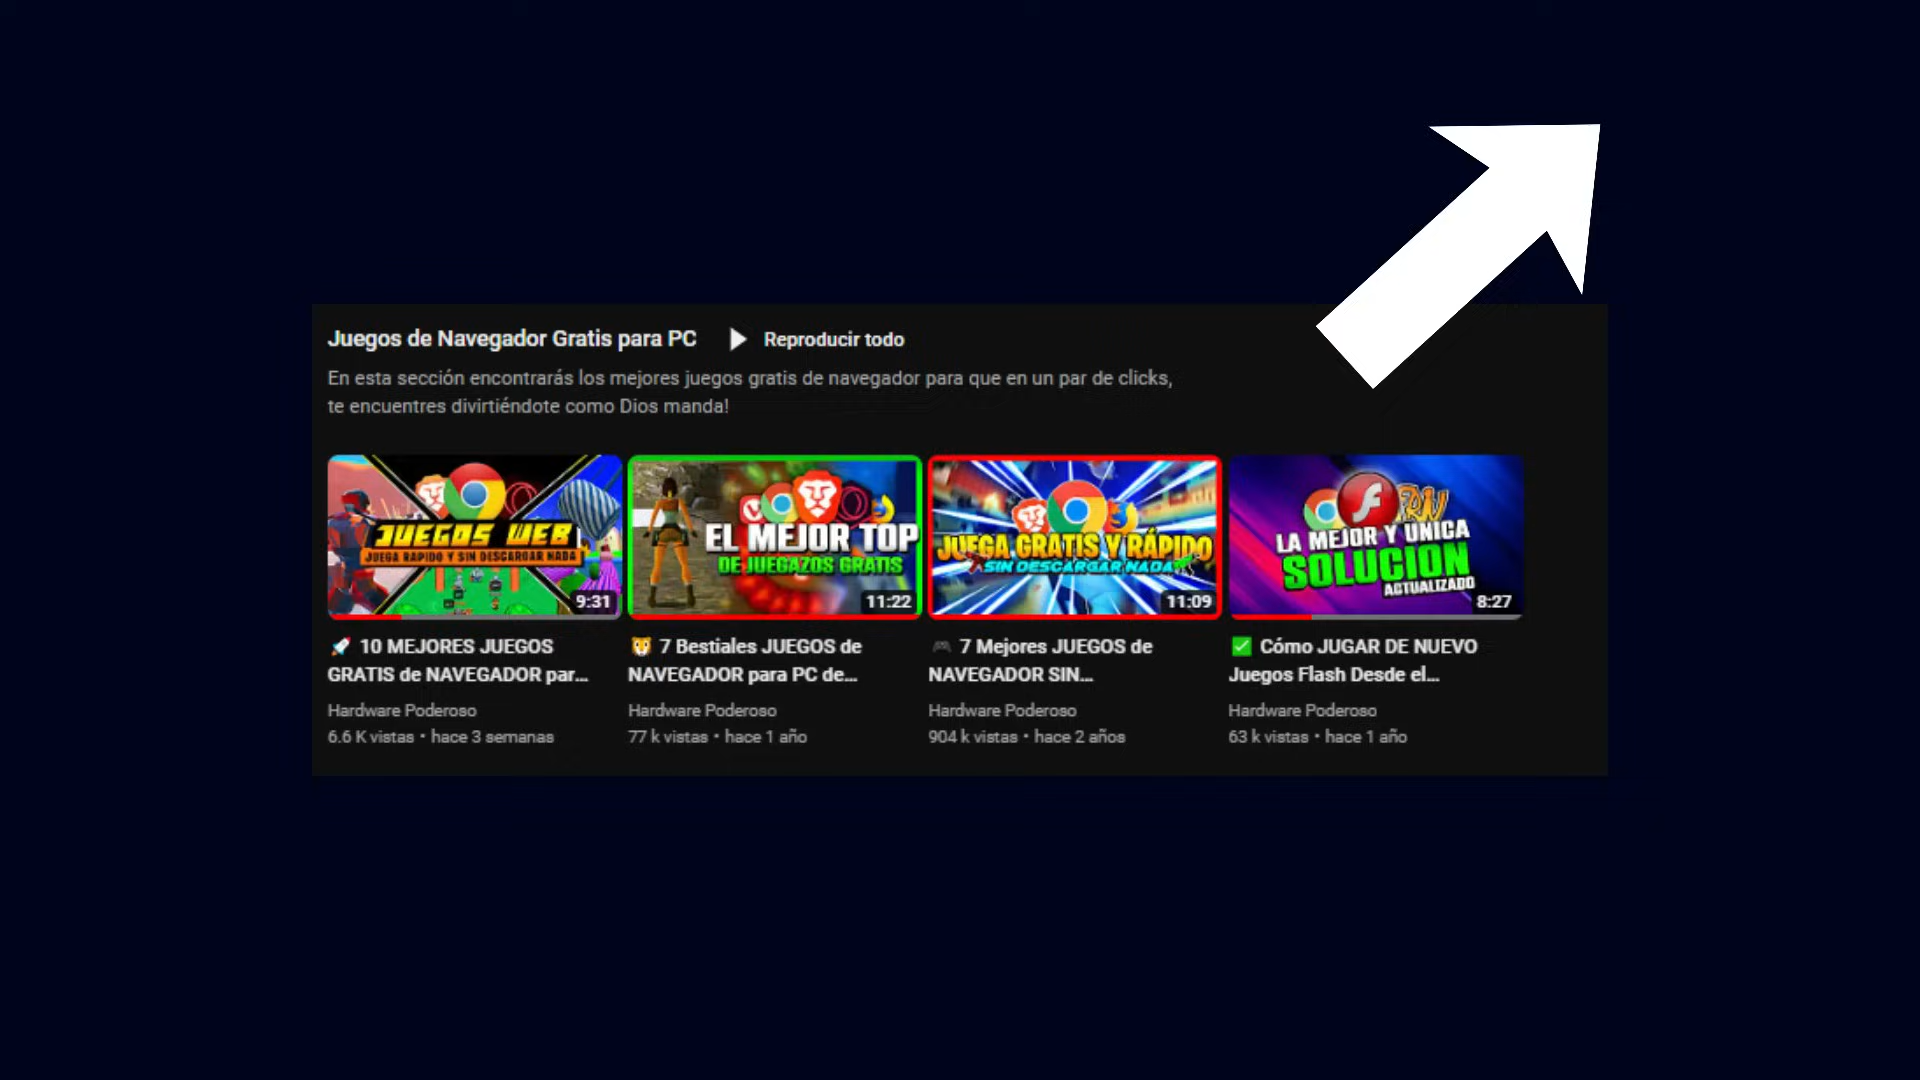 Juegos de Navegador Gratis para PC
Reproducir todo
En esta sección encontrarás los mejores juegos gratis de navegador para que en un par de clicks,
te encuentres divirtiéndote como Dios manda!
JUEGOS WEB
JUEGA RAPIDO Y SIN DESCARGAR NADA
9:31
EL MEJOR TOP
DE JUEGAZOS GRATIS
11:22
JUEGA GRATIS Y RÁPIDO
SIN DESCARGAR NADA
11:09
LA MEJOR Y UNICA
SOLUCION
ACTUALIZADO
8:27
10 MEJORES JUEGOS
GRATIS de NAVEGADOR par...
Hardware Poderoso
6.6 K vistas • hace 3 semanas
7 Bestiales JUEGOS de
NAVEGADOR para PC de...
Hardware Poderoso
77 k vistas • hace 1 año
7 Mejores JUEGOS de
NAVEGADOR SIN...
Hardware Poderoso
904 k vistas • hace 2 años
Cómo JUGAR DE NUEVO
Juegos Flash Desde el...
Hardware Poderoso
63 k vistas • hace 1 año